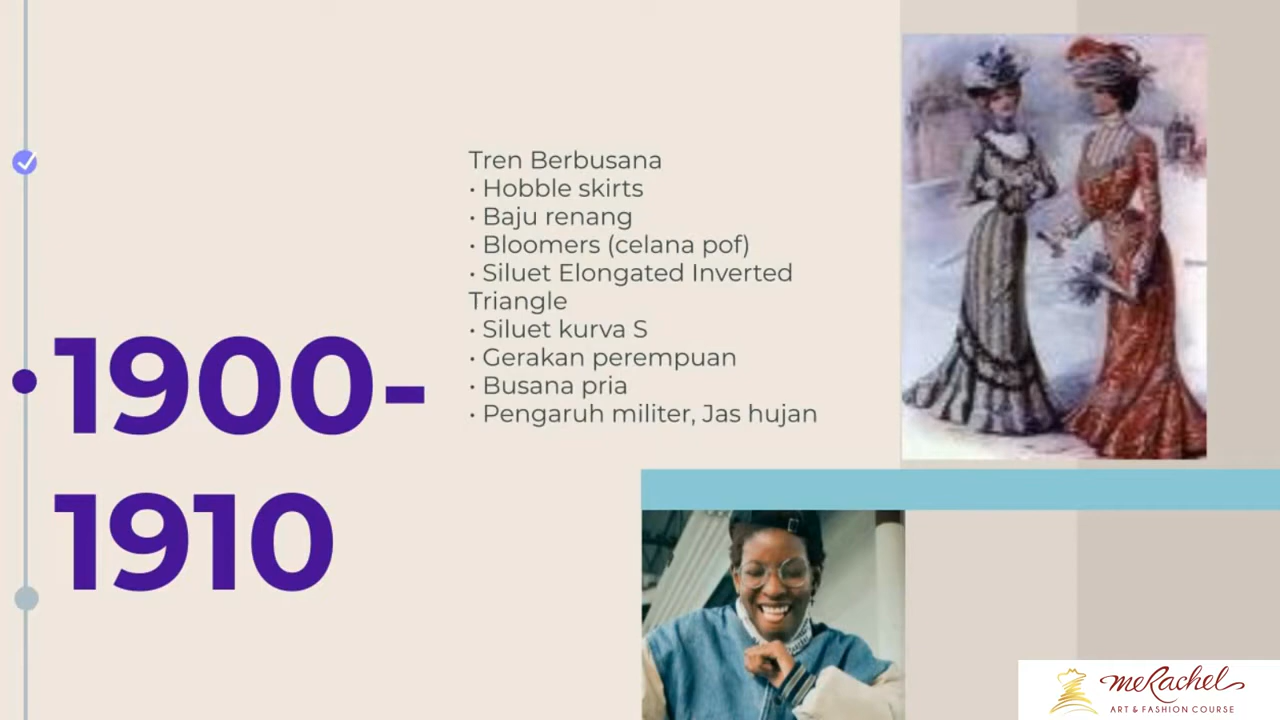 Tren Berbusana
• Hobble skirts
• Baju renang
• Bloomers (celana pof)
• Siluet Elongated Inverted
Triangle
• Siluet kurva S
• Gerakan perempuan
• Busana pria
• Pengaruh militer, Jas hujan
1900-
1910
meRachel
ART & FASHION COURSE